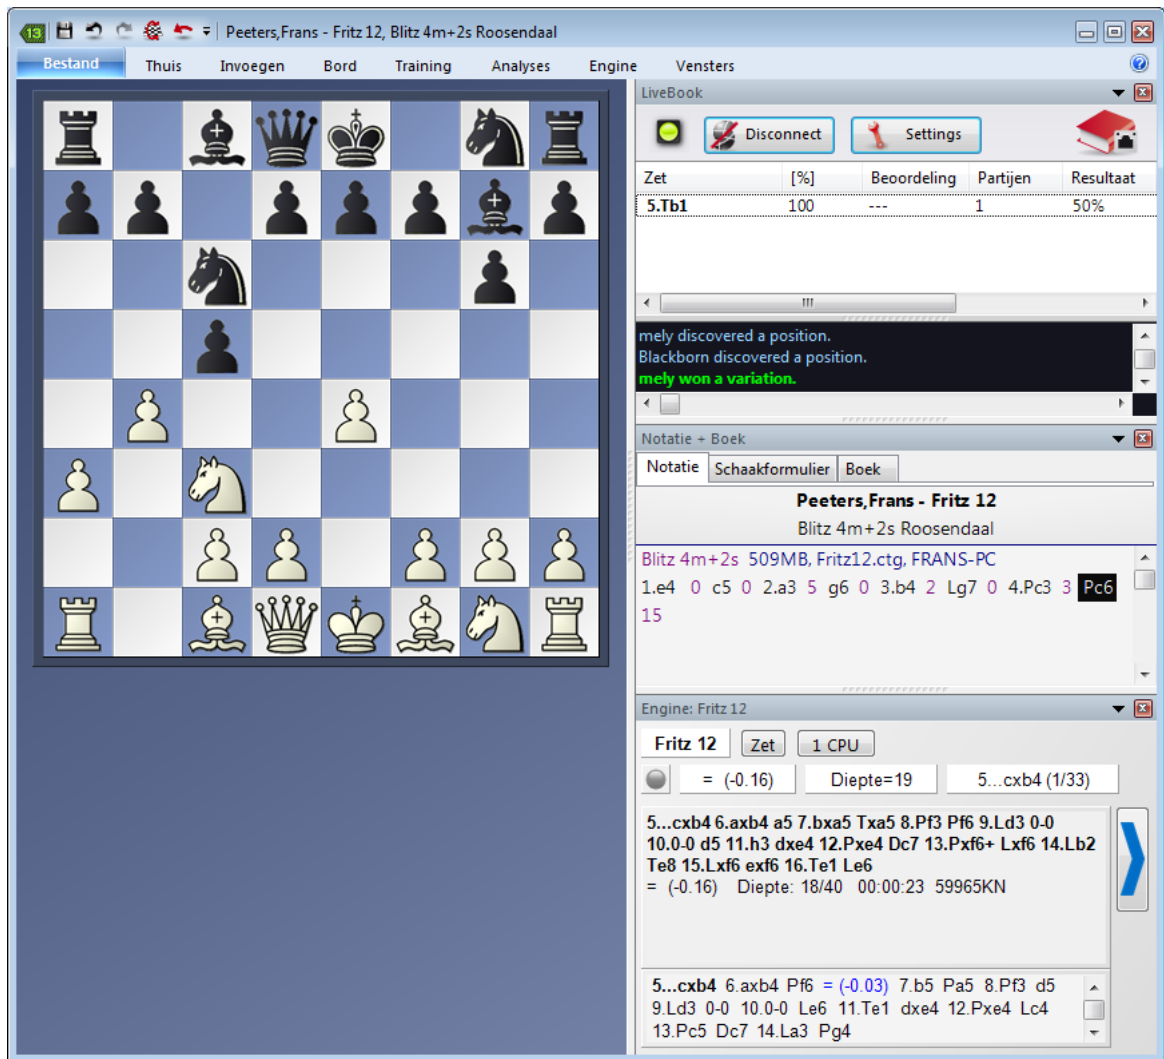 13 Peeters,Frans - Fritz 12, Blitz 4m+2s Roosendaal
Bestand Thuis Invoegen Bord Training Analyses Engine Vensters
LiveBook
Disconnect Settings
Zet [%] Beoordeling Partijen Resultaat
5.Tb1 100 --- 1 50%
mely discovered a position.
Blackborn discovered a position.
mely won a variation.
Notatie + Boek
Notatie Schaakformulier Boek
Peeters,Frans - Fritz 12
Blitz 4m+2s Roosendaal
Blitz 4m+2s 509MB, Fritz12.ctg, FRANS-PC
1.e4 0 c5 0 2.a3 5 g6 0 3.b4 2 Lg7 0 4.Pc3 3 Pc6
15
Engine: Fritz 12
Fritz 12 Zet 1 CPU
= (-0.16) Diepte=19 5...cxb4 (1/33)
5...cxb4 6.axb4 a5 7.bxa5 Txa5 8.Pf3 Pf6 9.Ld3 0-0
10.0-0 d5 11.h3 dxe4 12.Pxe4 Dc7 13.Pxf6+ Lxf6 14.Lb2
Te8 15.Lxf6 exf6 16.Te1 Le6
= (-0.16) Diepte: 18/40 00:00:23 59965KN
5...cxb4 6.axb4 Pf6 = (-0.03) 7.b5 Pa5 8.Pf3 d5
9.Ld3 0-0 10.0-0 Le6 11.Te1 dxe4 12.Pxe4 Lc4
13.Pc5 Dc7 14.La3 Pg4